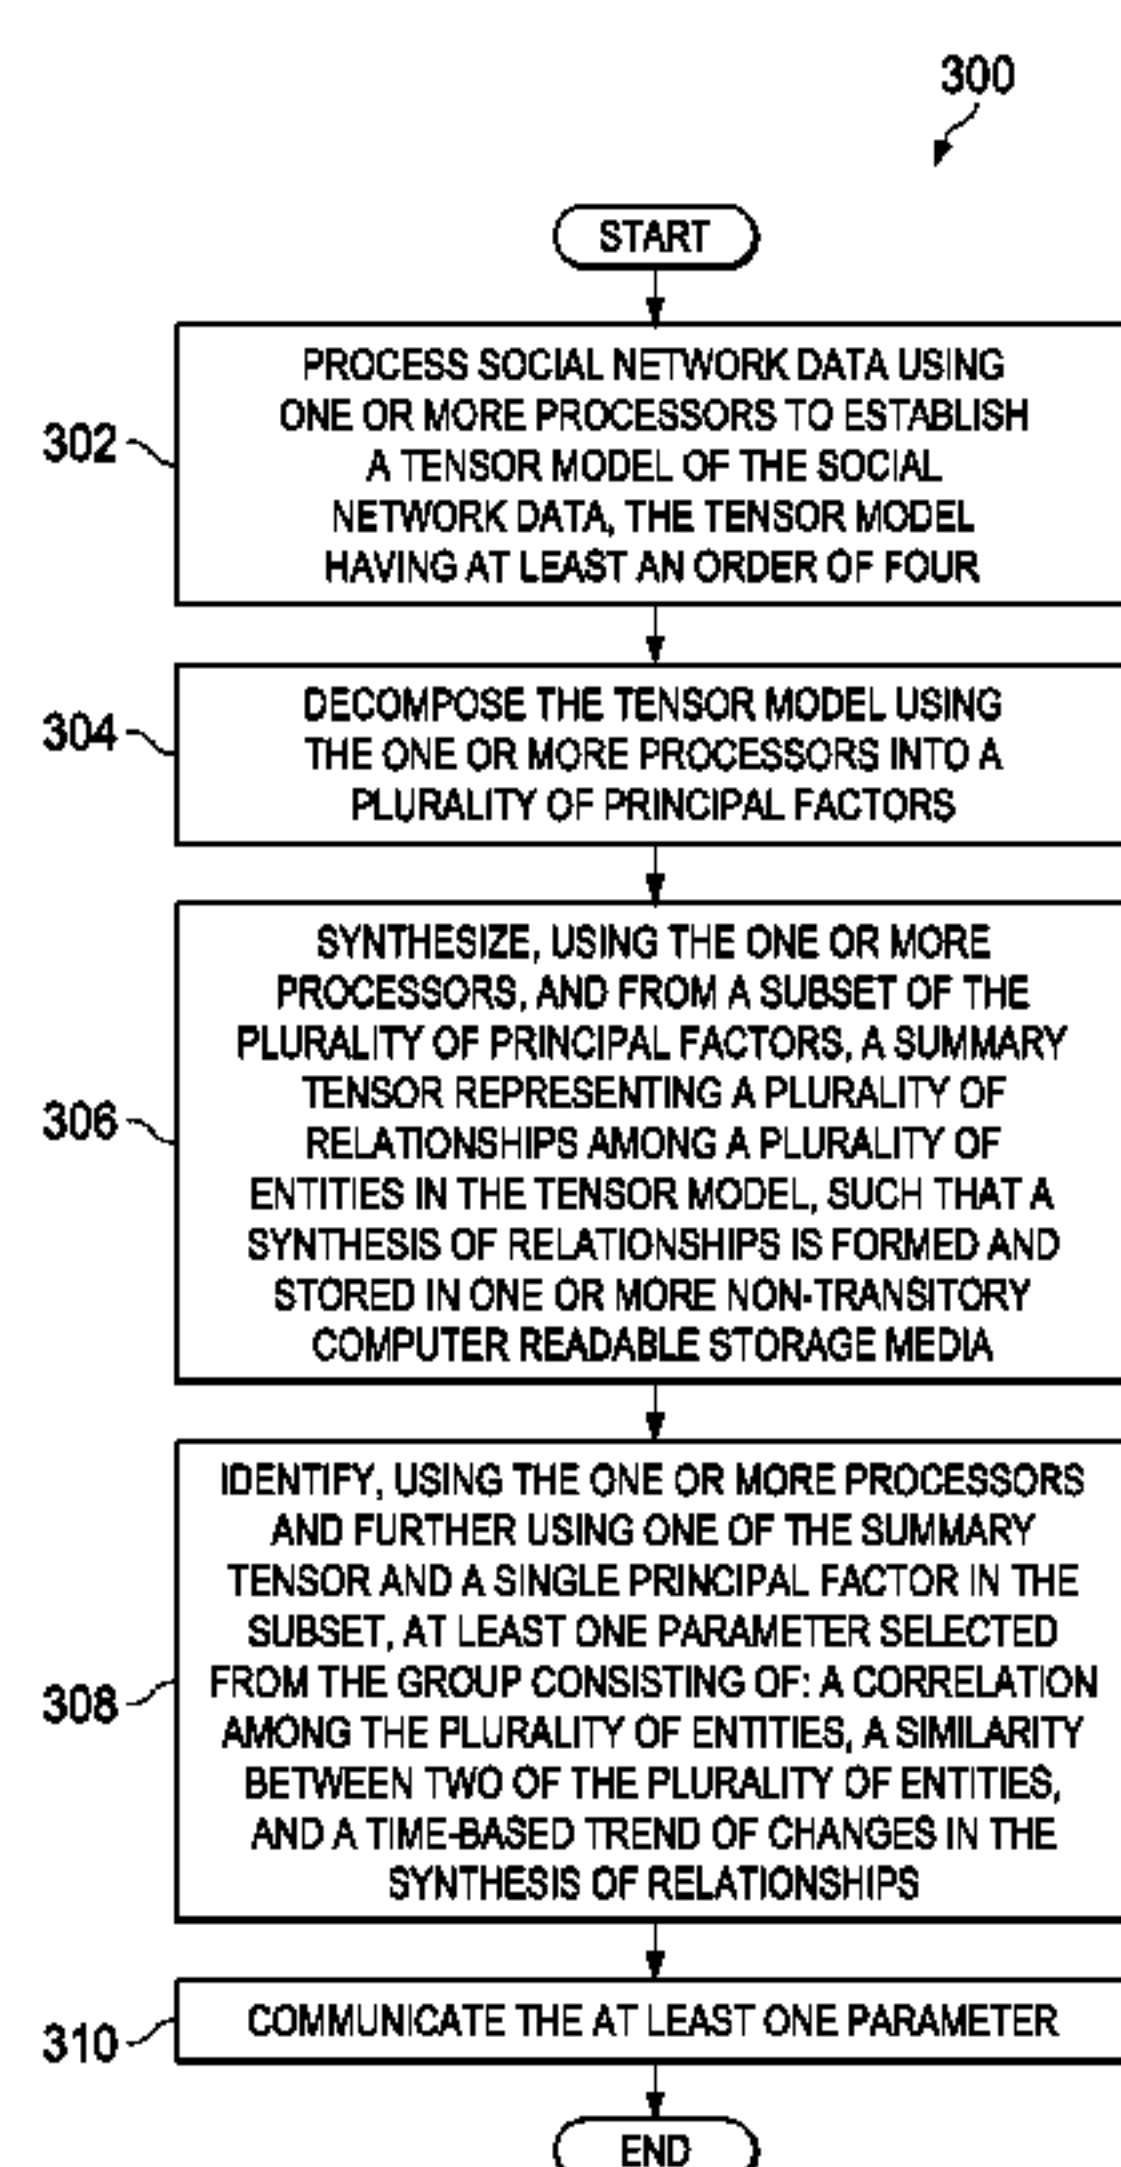 300
START
302
PROCESS SOCIAL NETWORK DATA USING
ONE OR MORE PROCESSORS TO ESTABLISH
A TENSOR MODEL OF THE SOCIAL
NETWORK DATA, THE TENSOR MODEL
HAVING AT LEAST AN ORDER OF FOUR
304
DECOMPOSE THE TENSOR MODEL USING
THE ONE OR MORE PROCESSORS INTO A
PLURALITY OF PRINCIPAL FACTORS
306
SYNTHESIZE, USING THE ONE OR MORE
PROCESSORS, AND FROM A SUBSET OF THE
PLURALITY OF PRINCIPAL FACTORS, A SUMMARY
TENSOR REPRESENTING A PLURALITY OF
RELATIONSHIPS AMONG A PLURALITY OF
ENTITIES IN THE TENSOR MODEL, SUCH THAT A
SYNTHESIS OF RELATIONSHIPS IS FORMED AND
STORED IN ONE OR MORE NON-TRANSITORY
COMPUTER READABLE STORAGE MEDIA
308
IDENTIFY, USING THE ONE OR MORE PROCESSORS
AND FURTHER USING ONE OF THE SUMMARY
TENSOR AND A SINGLE PRINCIPAL FACTOR IN THE
SUBSET, AT LEAST ONE PARAMETER SELECTED
FROM THE GROUP CONSISTING OF: A CORRELATION
AMONG THE PLURALITY OF ENTITIES, A SIMILARITY
BETWEEN TWO OF THE PLURALITY OF ENTITIES,
AND A TIME-BASED TREND OF CHANGES IN THE
SYNTHESIS OF RELATIONSHIPS
310
COMMUNICATE THE AT LEAST ONE PARAMETER
END